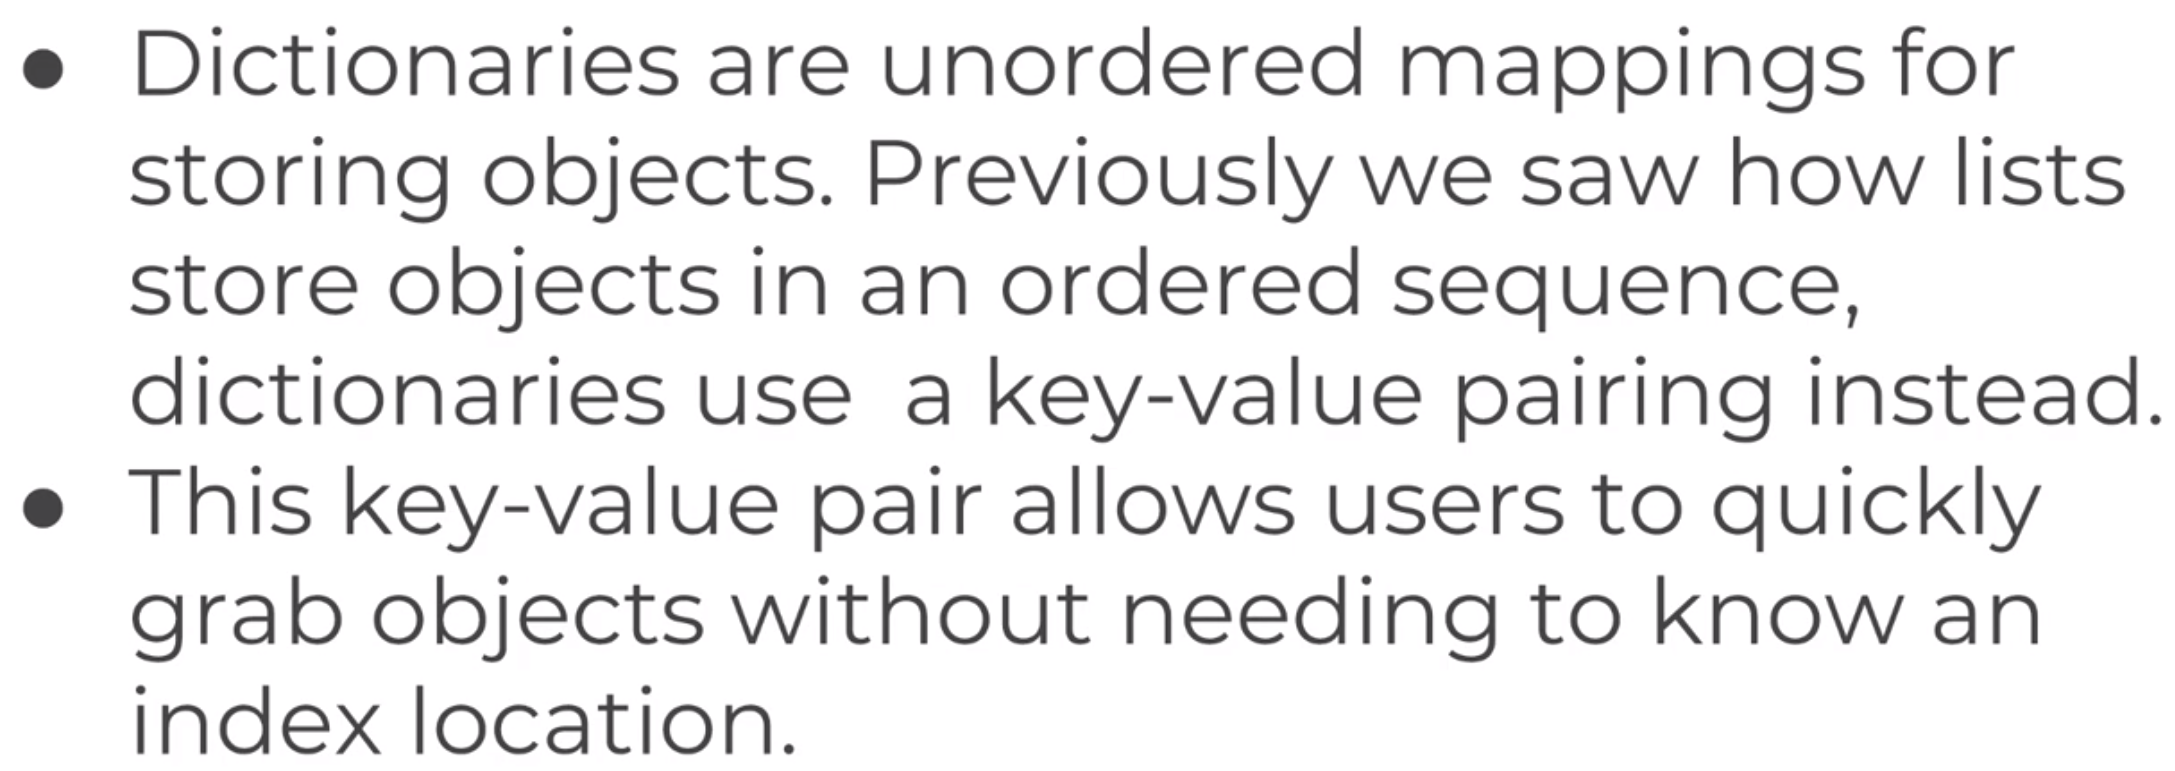 ● Dictionaries are unordered mappings for
storing objects. Previously we saw how lists
store objects in an ordered sequence,
dictionaries use  a key-value pairing instead.
● This key-value pair allows users to quickly
grab objects without needing to know an
index location.